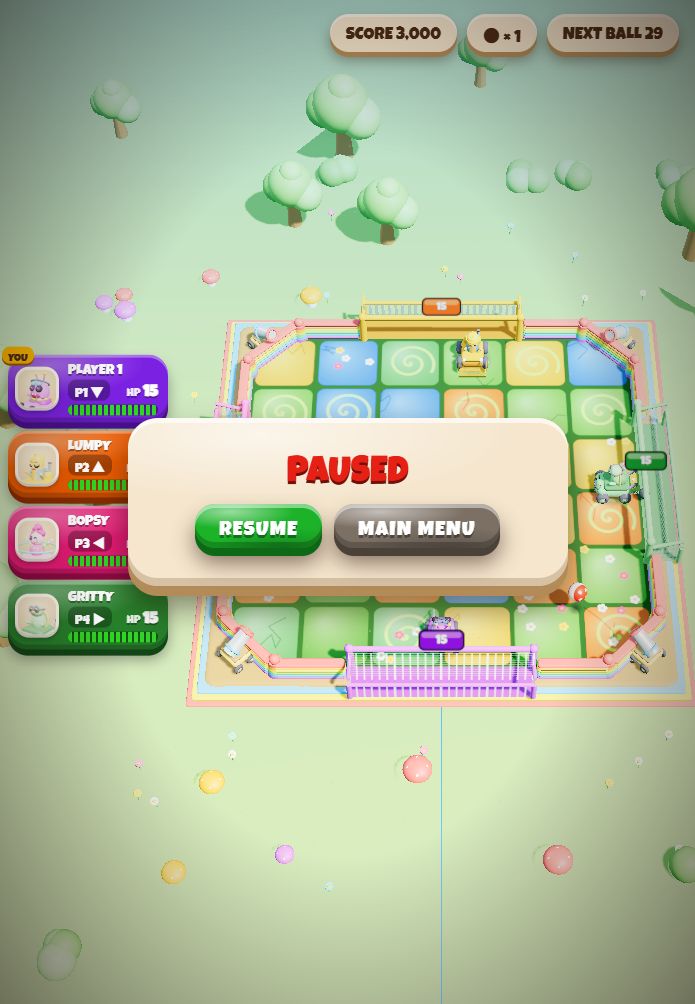 SCORE 3,000
× 1
NEXT BALL 29
15
YOU
PLAYER 1
P1 ▼ HP 15
LUMPY
P2 ▲
BOPSY
P3 ◀
GRITTY
P4 ▶ HP 15
15
PAUSED
RESUME
MAIN MENU
15